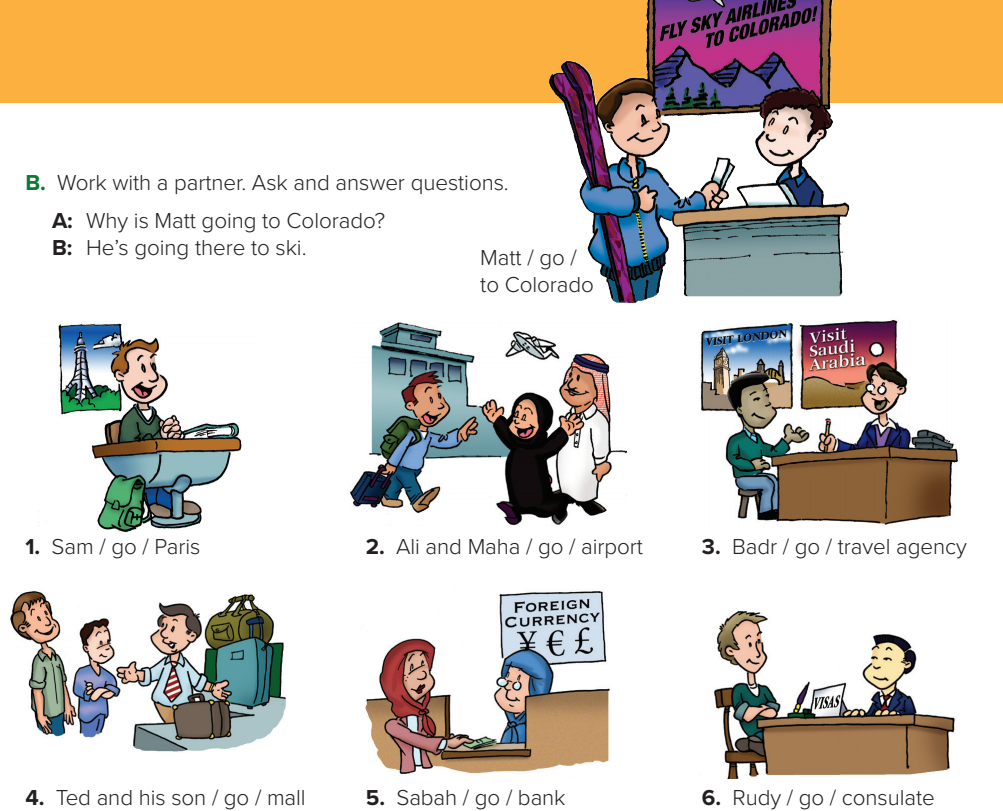 FLY SKY AIRLINES
TO COLORADO!
B. Work with a partner. Ask and answer questions.
A: Why is Matt going to Colorado?
B: He's going there to ski.
Matt / go /
to Colorado
VISIT LONDON
Visit
Saudi
Arabia
1. Sam / go / Paris
2. Ali and Maha / go / airport
3. Badr / go / travel agency
FOREIGN
CURRENCY
¥ € £
VISAS
4. Ted and his son / go / mall
5. Sabah / go / bank
6. Rudy / go / consulate